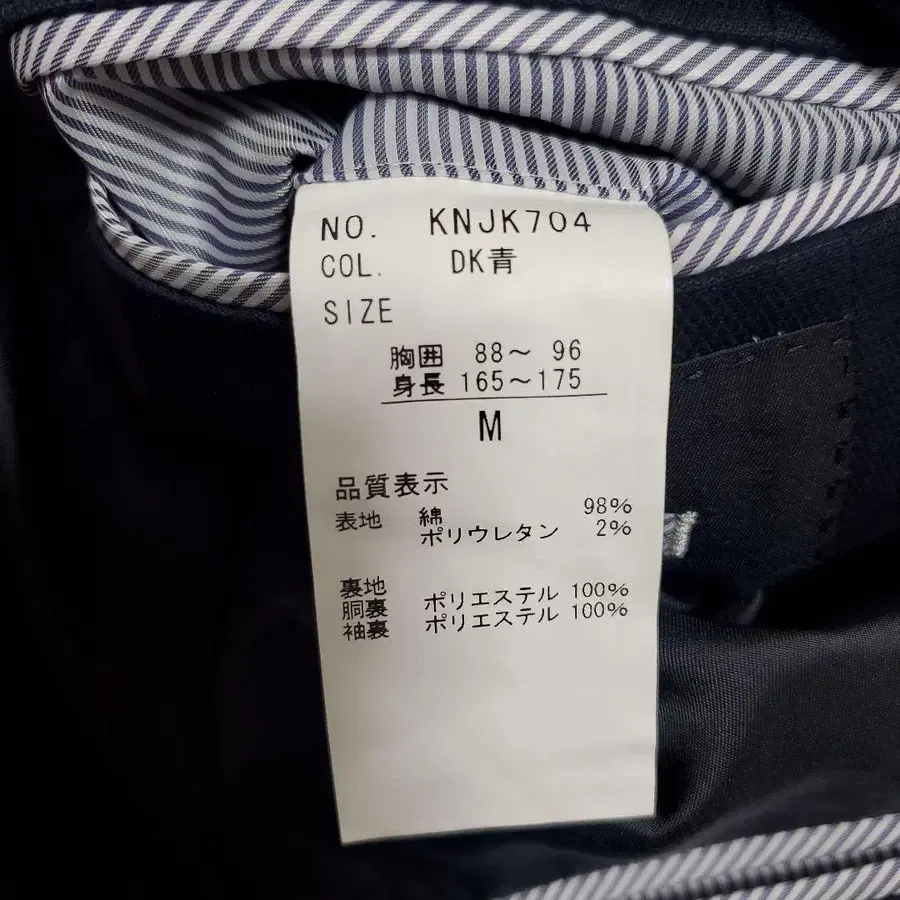 NO. KNJK704
COL. DK青
SIZE
胸囲 88～ 96
身長 165～175
M
品質表示
表地 綿 98%
ポリウレタン 2%
裏地
胴裏 ポリエステル 100%
袖裏 ポリエステル 100%